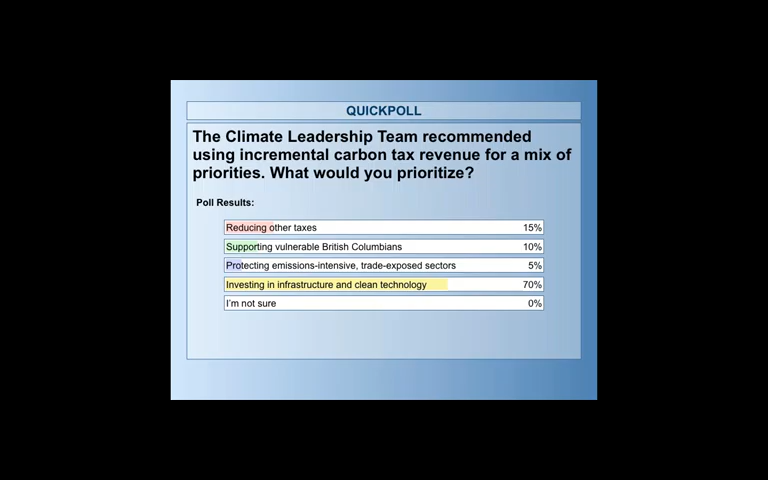 QUICKPOLL
The Climate Leadership Team recommended
using incremental carbon tax revenue for a mix of
priorities. What would you prioritize?
Poll Results:
Reducing other taxes 15%
Supporting vulnerable British Columbians 10%
Protecting emissions-intensive, trade-exposed sectors 5%
Investing in infrastructure and clean technology 70%
I'm not sure 0%